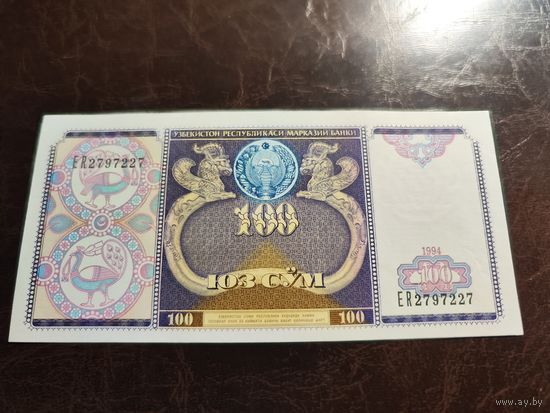 ЎЗБЕКИСТОН РЕСПУБЛИКАСИ МАРКАЗИЙ БАНКИ
ER2797227
100
ЮЗ СЎМ
1994
100
ER2797227
100
100
www.ay.by